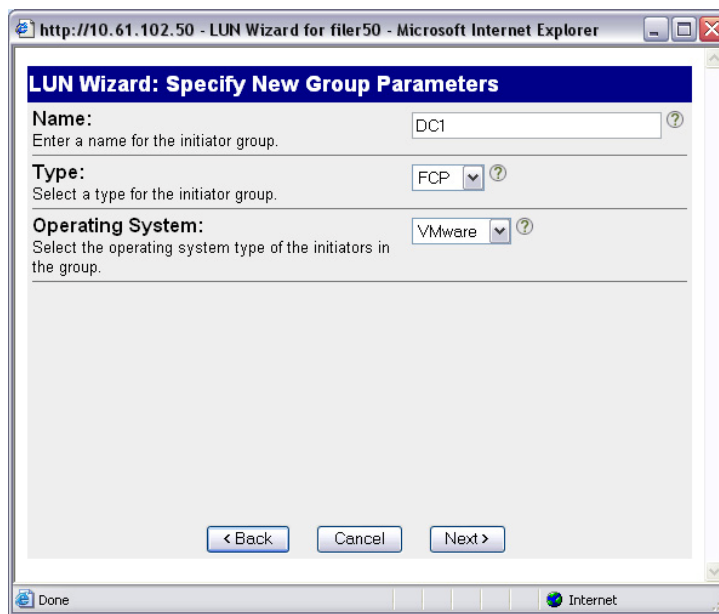 http://10.61.102.50 - LUN Wizard for filer50 - Microsoft Internet Explorer
LUN Wizard: Specify New Group Parameters
Name:
Enter a name for the initiator group.
DC1
?
Type:
Select a type for the initiator group.
FCP
?
Operating System:
Select the operating system type of the initiators in
the group.
VMware
?
< Back
Cancel
Next >
Done
Internet